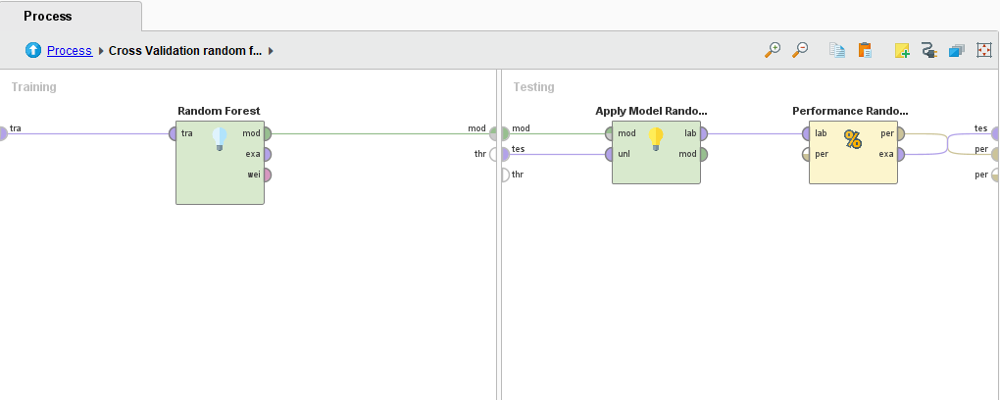 Process
Process Cross Validation random f...
Training
Testing
Random Forest
Apply Model Rando...
Performance Rando...
tra
tra mod
exa
wei
mod
thr
mod
tes
thr
mod lab
unl mod
lab per
per exa
%
tes
per
per